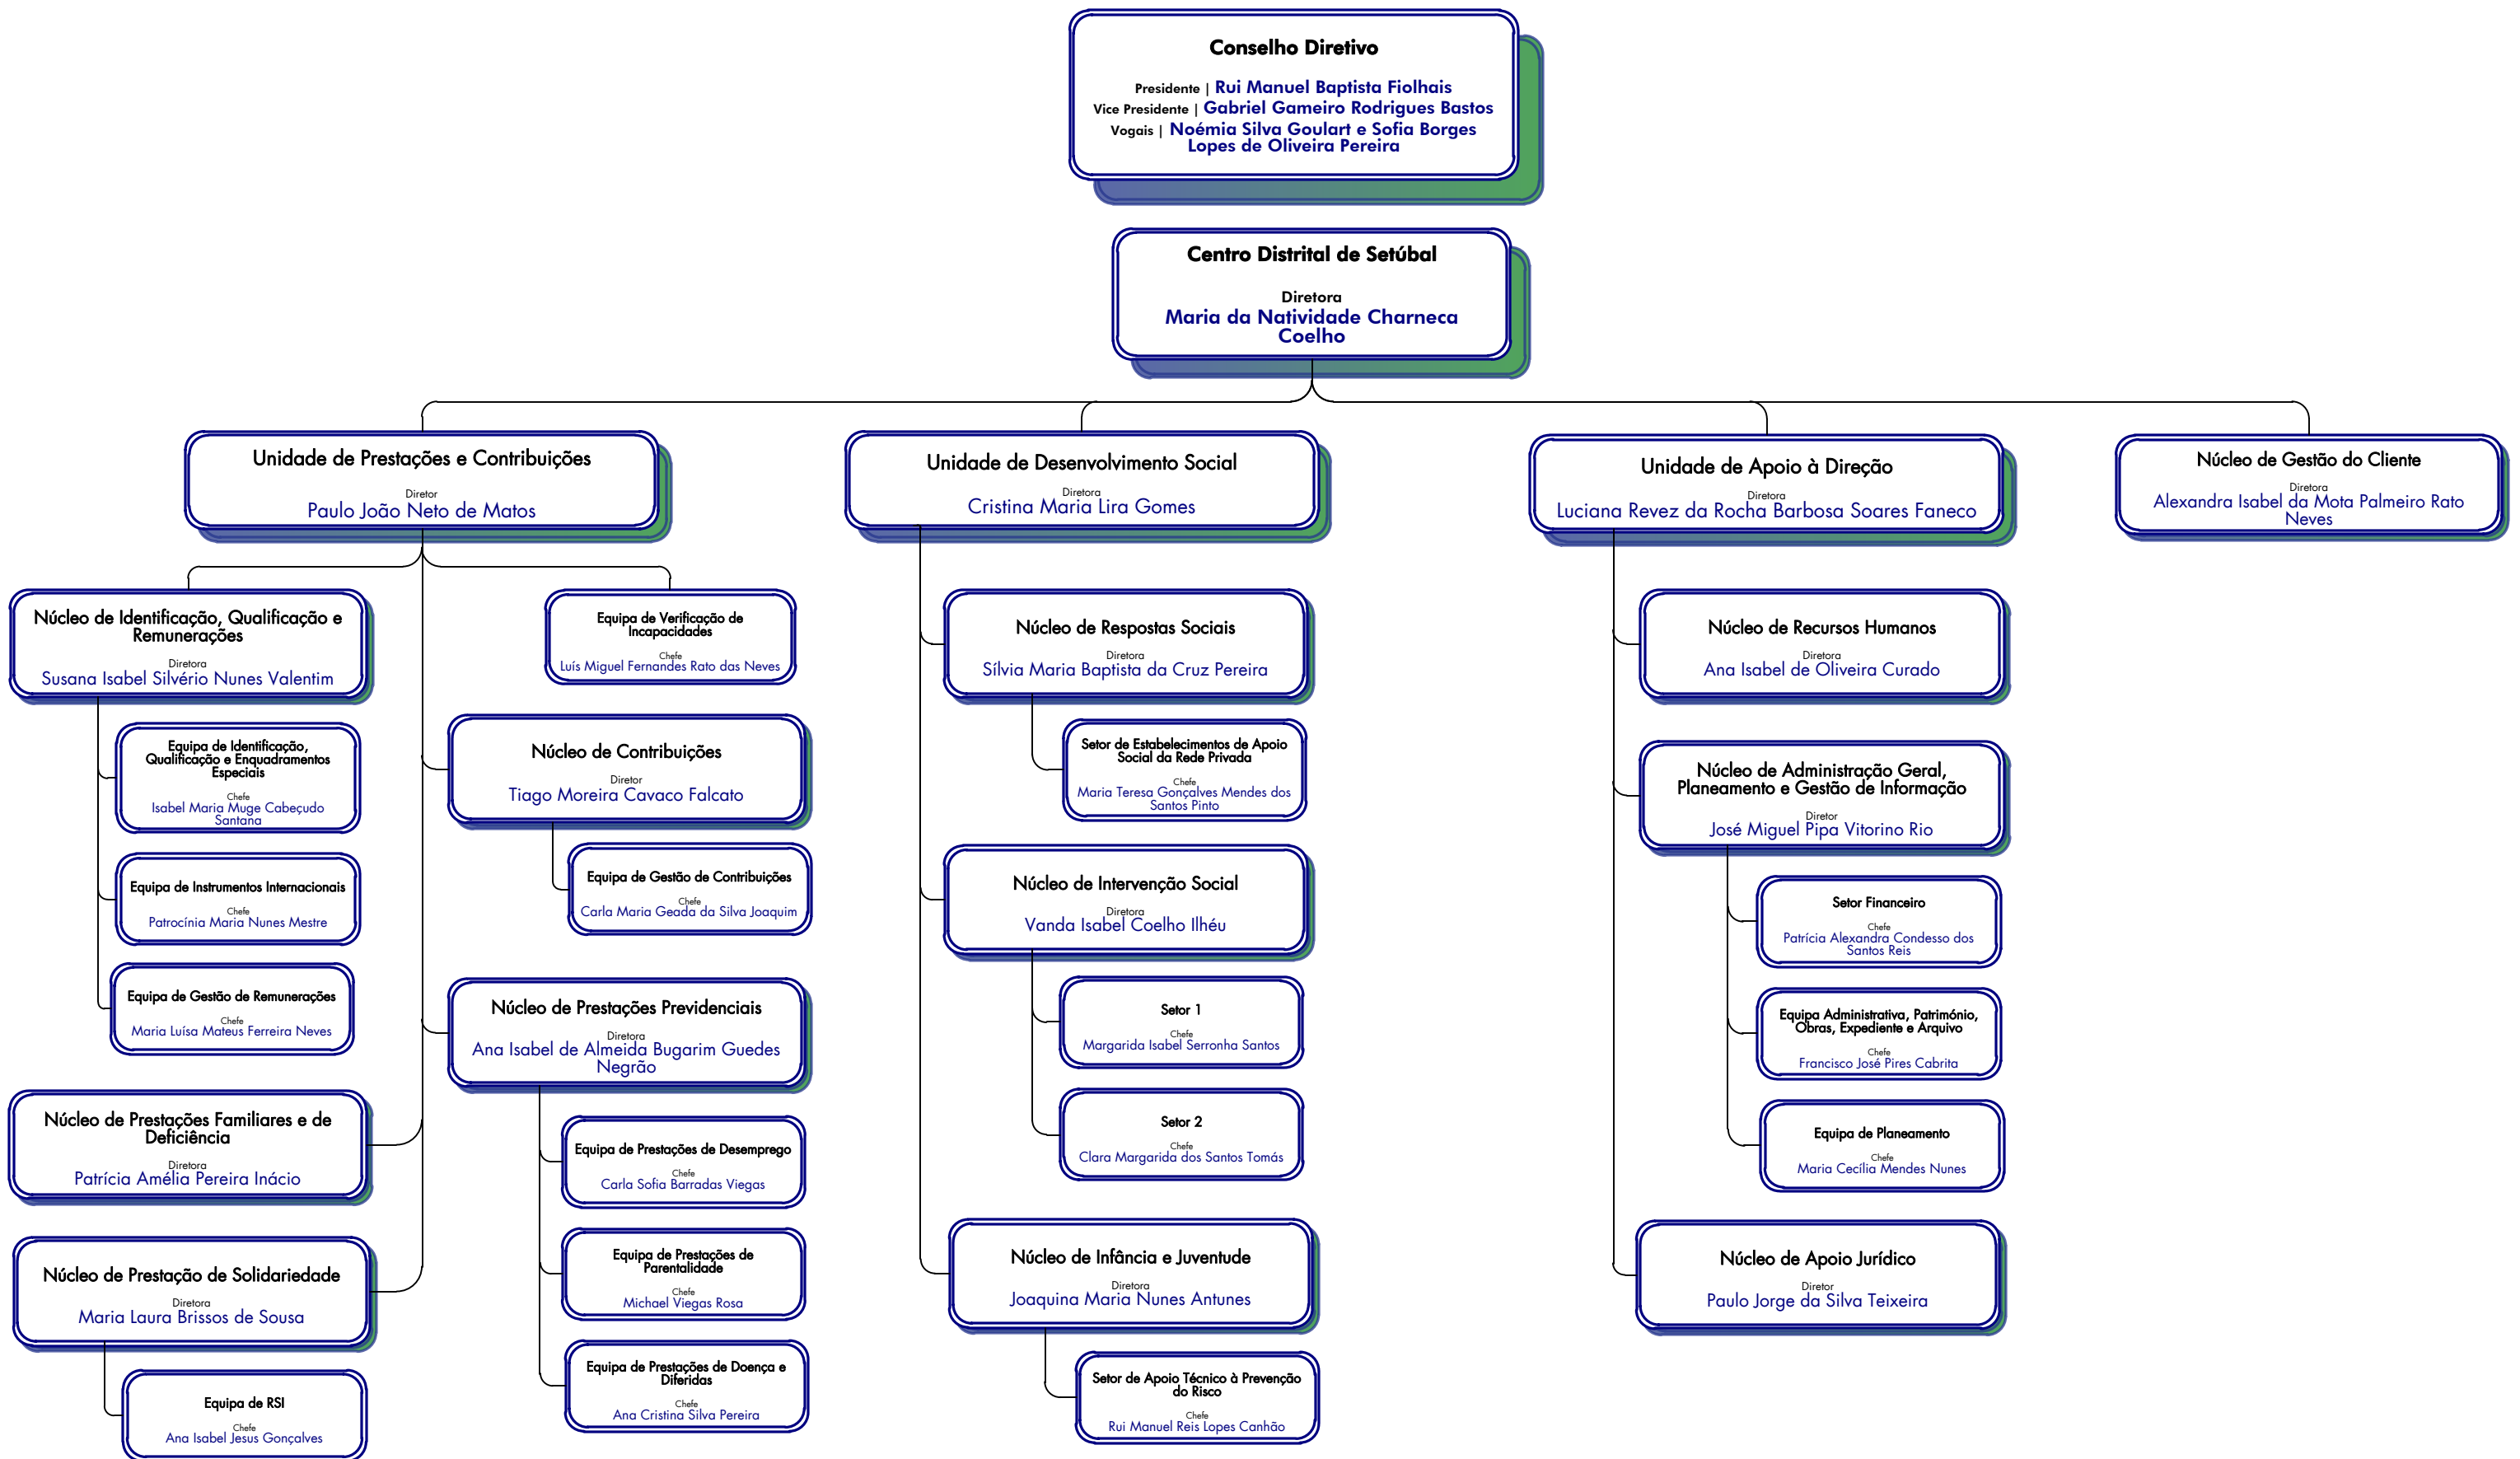 Conselho Diretivo
Presidente | Rui Manuel Baptista Fiolhais
Vice Presidente | Gabriel Gameiro Rodrigues Bastos
Vogais | Noémia Silva Goulart e Sofia Borges
Lopes de Oliveira Pereira
Centro Distrital de Setúbal
Diretora
Maria da Natividade Charneca
Coelho
Unidade de Prestações e Contribuições
Diretor
Paulo João Neto de Matos
Núcleo de Identificação, Qualificação e
Remunerações
Diretora
Susana Isabel Silvério Nunes Valentim
Equipa de Identificação,
Qualificação e Enquadramentos
Especiais
Chefe
Isabel Maria Muge Cabeçudo
Santana
Equipa de Instrumentos Internacionais
Chefe
Patrocínia Maria Nunes Mestre
Equipa de Gestão de Remunerações
Chefe
Maria Luísa Mateus Ferreira Neves
Núcleo de Prestações Familiares e de
Deficiência
Diretora
Patrícia Amélia Pereira Inácio
Núcleo de Prestação de Solidariedade
Diretora
Maria Laura Brissos de Sousa
Equipa de RSI
Chefe
Ana Isabel Jesus Gonçalves
Equipa de Verificação de
Incapacidades
Chefe
Luís Miguel Fernandes Rato das Neves
Núcleo de Contribuições
Diretor
Tiago Moreira Cavaco Falcato
Equipa de Gestão de Contribuições
Chefe
Carla Maria Geada da Silva Joaquim
Núcleo de Prestações Previdenciais
Diretora
Ana Isabel de Almeida Bugarim Guedes
Negrão
Equipa de Prestações de Desemprego
Chefe
Carla Sofia Barradas Viegas
Equipa de Prestações de
Parentalidade
Chefe
Michael Viegas Rosa
Equipa de Prestações de Doença e
Diferidas
Chefe
Ana Cristina Silva Pereira
Unidade de Desenvolvimento Social
Diretora
Cristina Maria Lira Gomes
Núcleo de Respostas Sociais
Diretora
Sílvia Maria Baptista da Cruz Pereira
Setor de Estabelecimentos de Apoio
Social da Rede Privada
Chefe
Maria Teresa Gonçalves Mendes dos
Santos Pinto
Núcleo de Intervenção Social
Diretora
Vanda Isabel Coelho Ilhéu
Setor 1
Chefe
Margarida Isabel Serronha Santos
Setor 2
Chefe
Clara Margarida dos Santos Tomás
Núcleo de Infância e Juventude
Diretora
Joaquina Maria Nunes Antunes
Setor de Apoio Técnico à Prevenção
do Risco
Chefe
Rui Manuel Reis Lopes Canhão
Unidade de Apoio à Direção
Diretora
Luciana Revez da Rocha Barbosa Soares Faneco
Núcleo de Recursos Humanos
Diretora
Ana Isabel de Oliveira Curado
Núcleo de Administração Geral,
Planeamento e Gestão de Informação
Diretor
José Miguel Pipa Vitorino Rio
Setor Financeiro
Chefe
Patrícia Alexandra Condesso dos
Santos Reis
Equipa Administrativa, Património,
Obras, Expediente e Arquivo
Chefe
Francisco José Pires Cabrita
Equipa de Planeamento
Chefe
Maria Cecília Mendes Nunes
Núcleo de Apoio Jurídico
Diretor
Paulo Jorge da Silva Teixeira
Núcleo de Gestão do Cliente
Diretora
Alexandra Isabel da Mota Palmeiro Rato
Neves